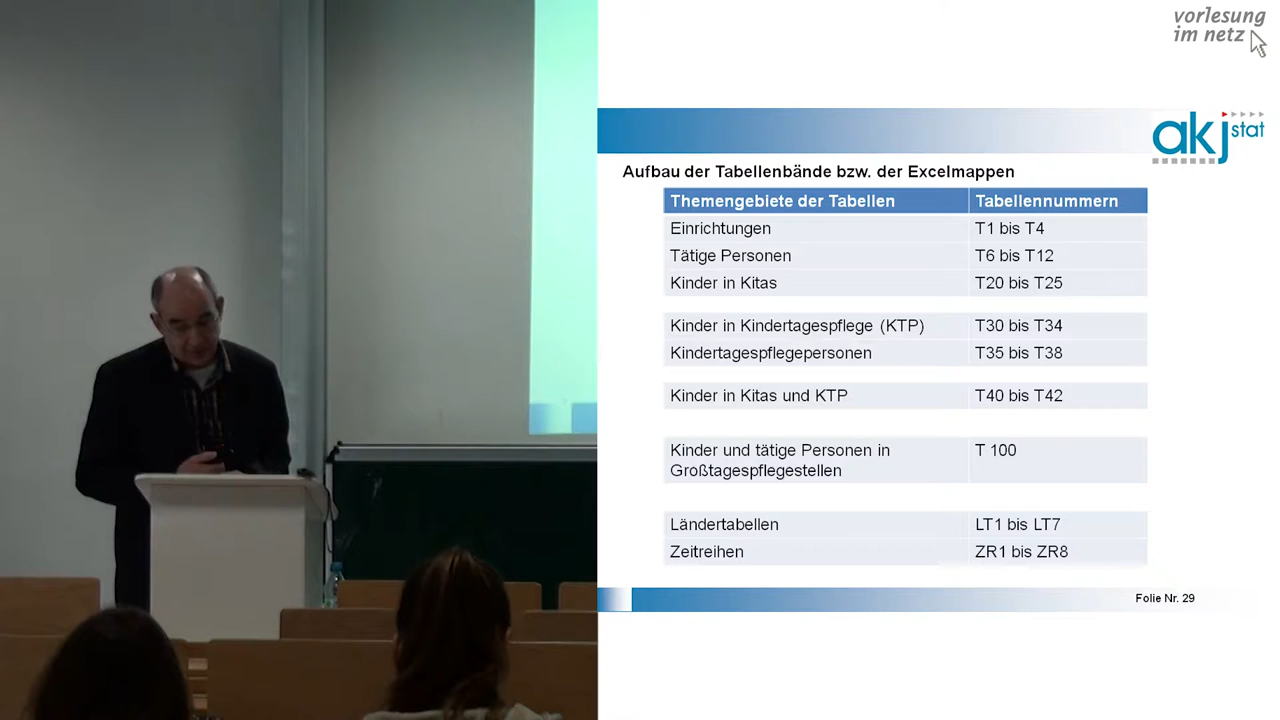 vorlesung
im netz
akj stat
Aufbau der Tabellenbände bzw. der Excelmappen
Themengebiete der Tabellen Tabellennummern
Einrichtungen T1 bis T4
Tätige Personen T6 bis T12
Kinder in Kitas T20 bis T25
Kinder in Kindertagespflege (KTP) T30 bis T34
Kindertagespflegepersonen T35 bis T38
Kinder in Kitas und KTP T40 bis T42
Kinder und tätige Personen in T 100
Großtagespflegestellen
Ländertabellen LT1 bis LT7
Zeitreihen ZR1 bis ZR8
Folie Nr. 29